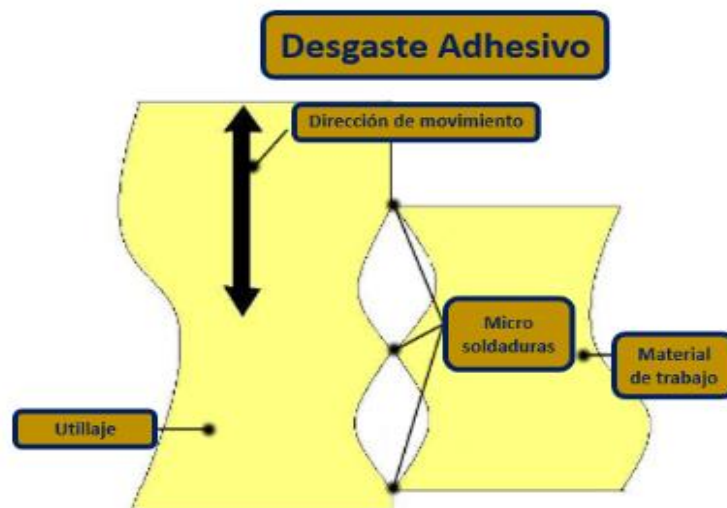 Desgaste Adhesivo
Dirección de movimiento
Micro
soldaduras
Material
de trabajo
Utillaje